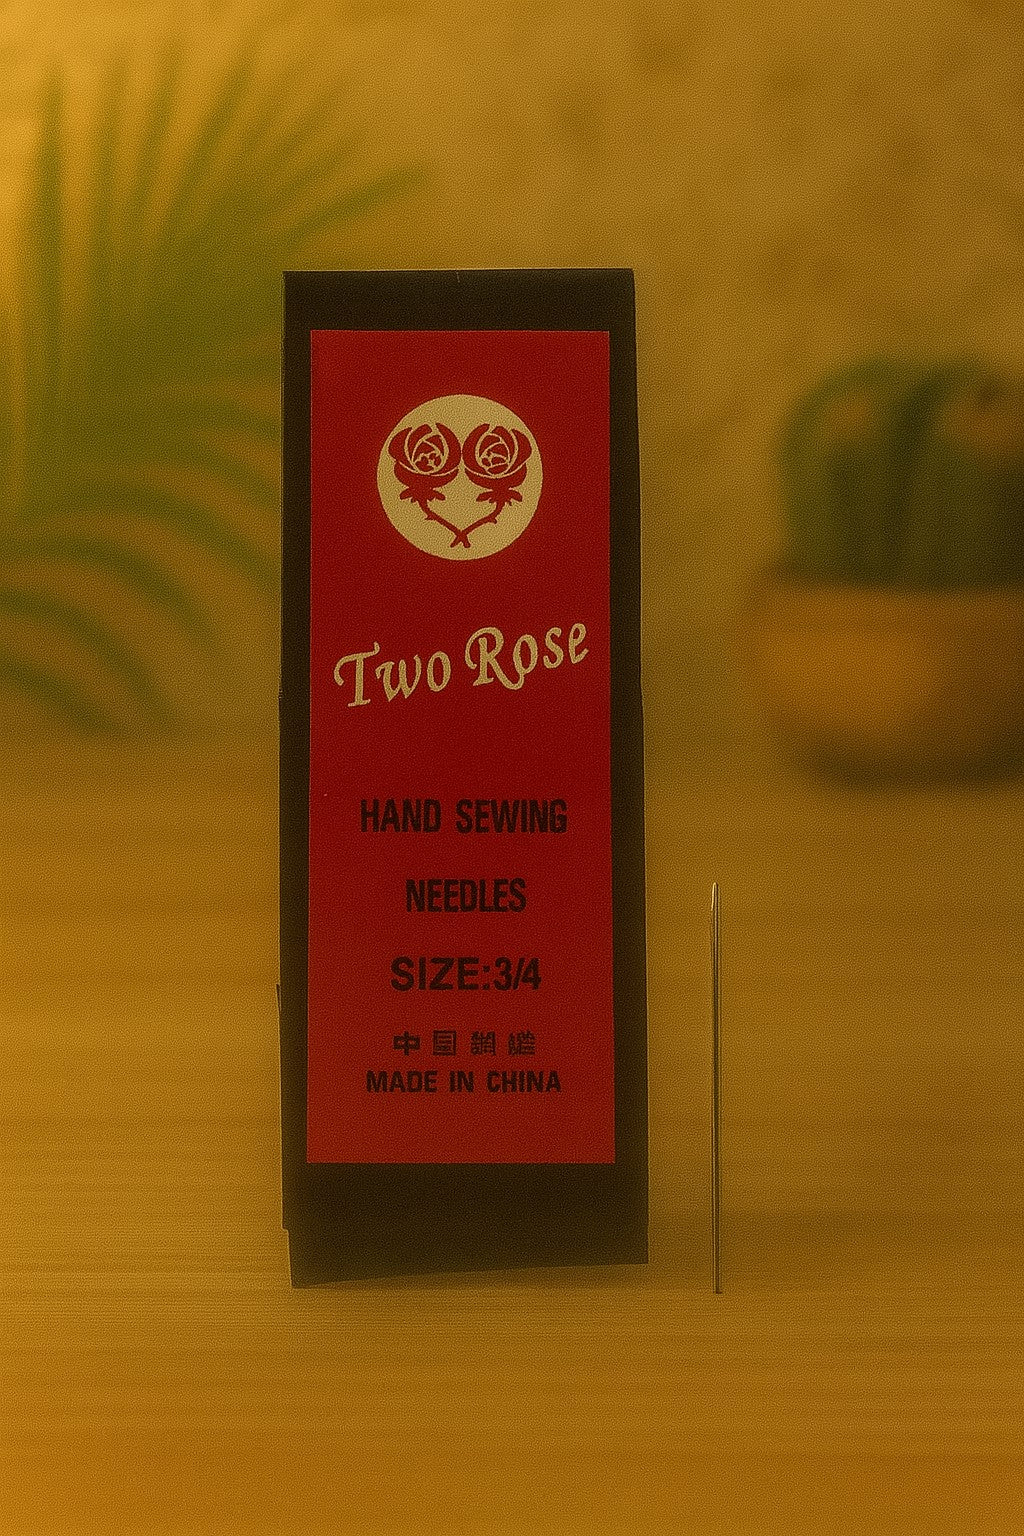 Two Rose
HAND SEWING
NEEDLES
SIZE:3/4
中国
MADE IN CHINA